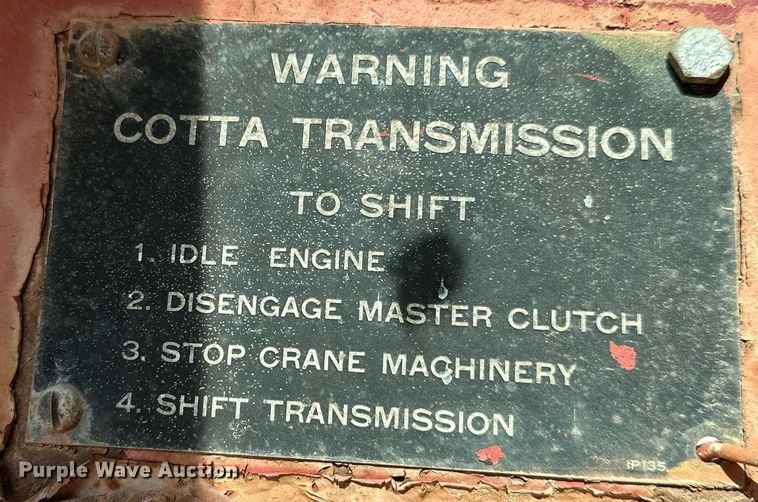 WARNING
COTTA TRANSMISSION
TO SHIFT
1. IDLE ENGINE
2. DISENGAGE MASTER CLUTCH
3. STOP CRANE MACHINERY
4. SHIFT TRANSMISSION
IP135
Purple Wave Auction